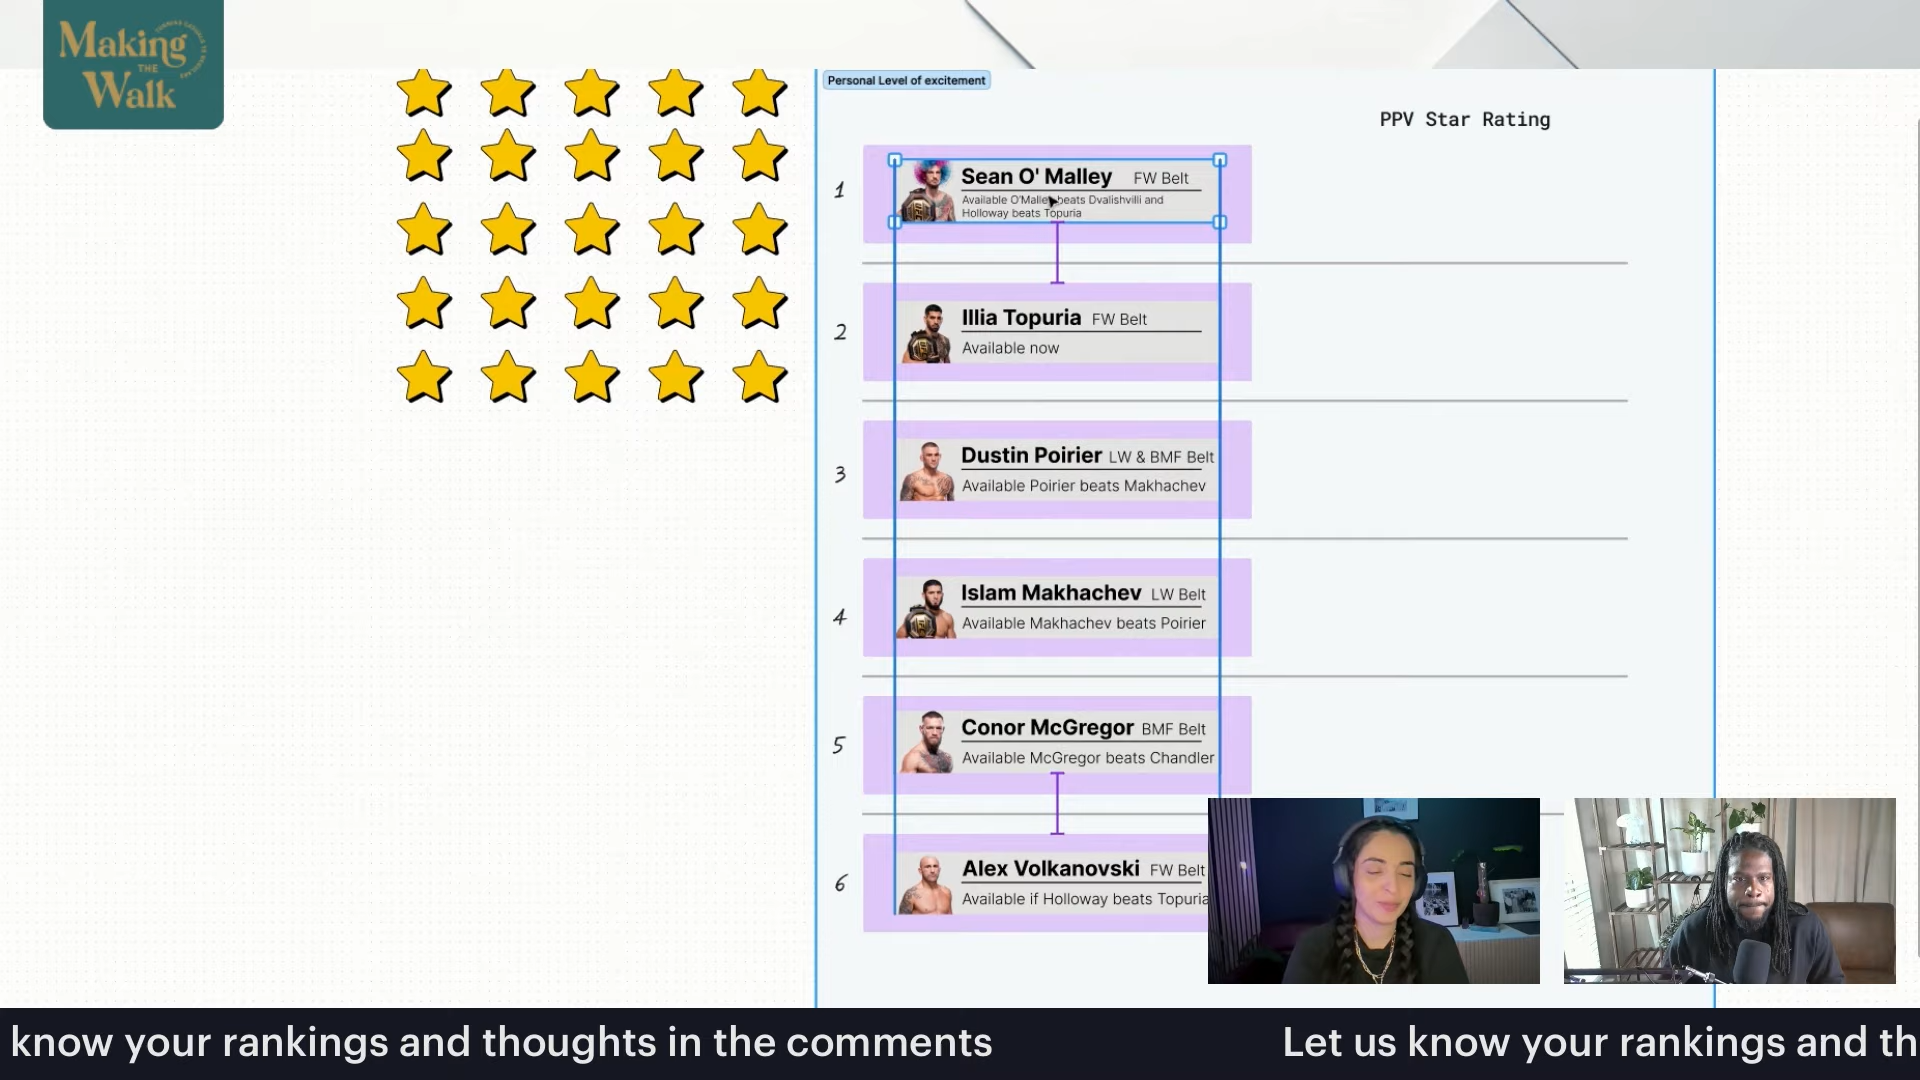 Making
THE
Walk
Personal Level of excitement
PPV Star Rating
1
Sean O' Malley FW Belt
Available O'Malley beats Dvalishvilli and
Holloway beats Topuria
2
Illia Topuria FW Belt
Available now
3
Dustin Poirier LW & BMF Belt
Available Poirier beats Makhachev
4
Islam Makhachev LW Belt
Available Makhachev beats Poirier
5
Conor McGregor BMF Belt
Available McGregor beats Chandler
6
Alex Volkanovski FW Belt
Available if Holloway beats Topuria
know your rankings and thoughts in the comments
Let us know your rankings and th